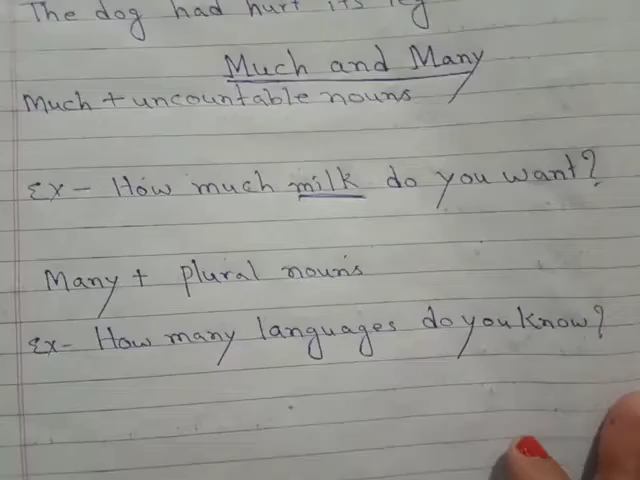 The dog had hurt its leg
Much and Many
Much + uncountable nouns
Ex - How much milk do you want?
Many + plural nouns
Ex - How many languages do you know?